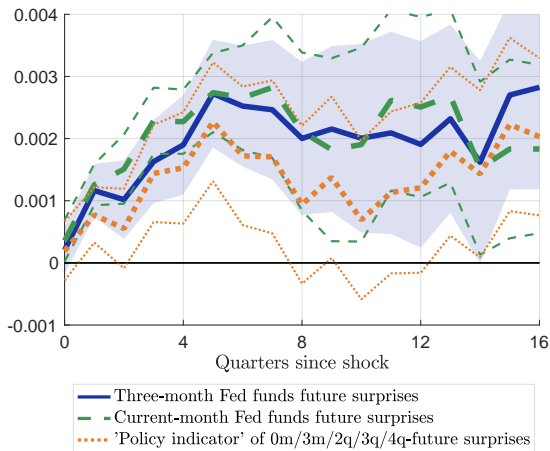 0.004
0.003
0.002
0.001
0
-0.001
0 4 8 12 16
Quarters since shock
Three-month Fed funds future surprises
Current-month Fed funds future surprises
'Policy indicator' of 0m/3m/2q/3q/4q-future surprises